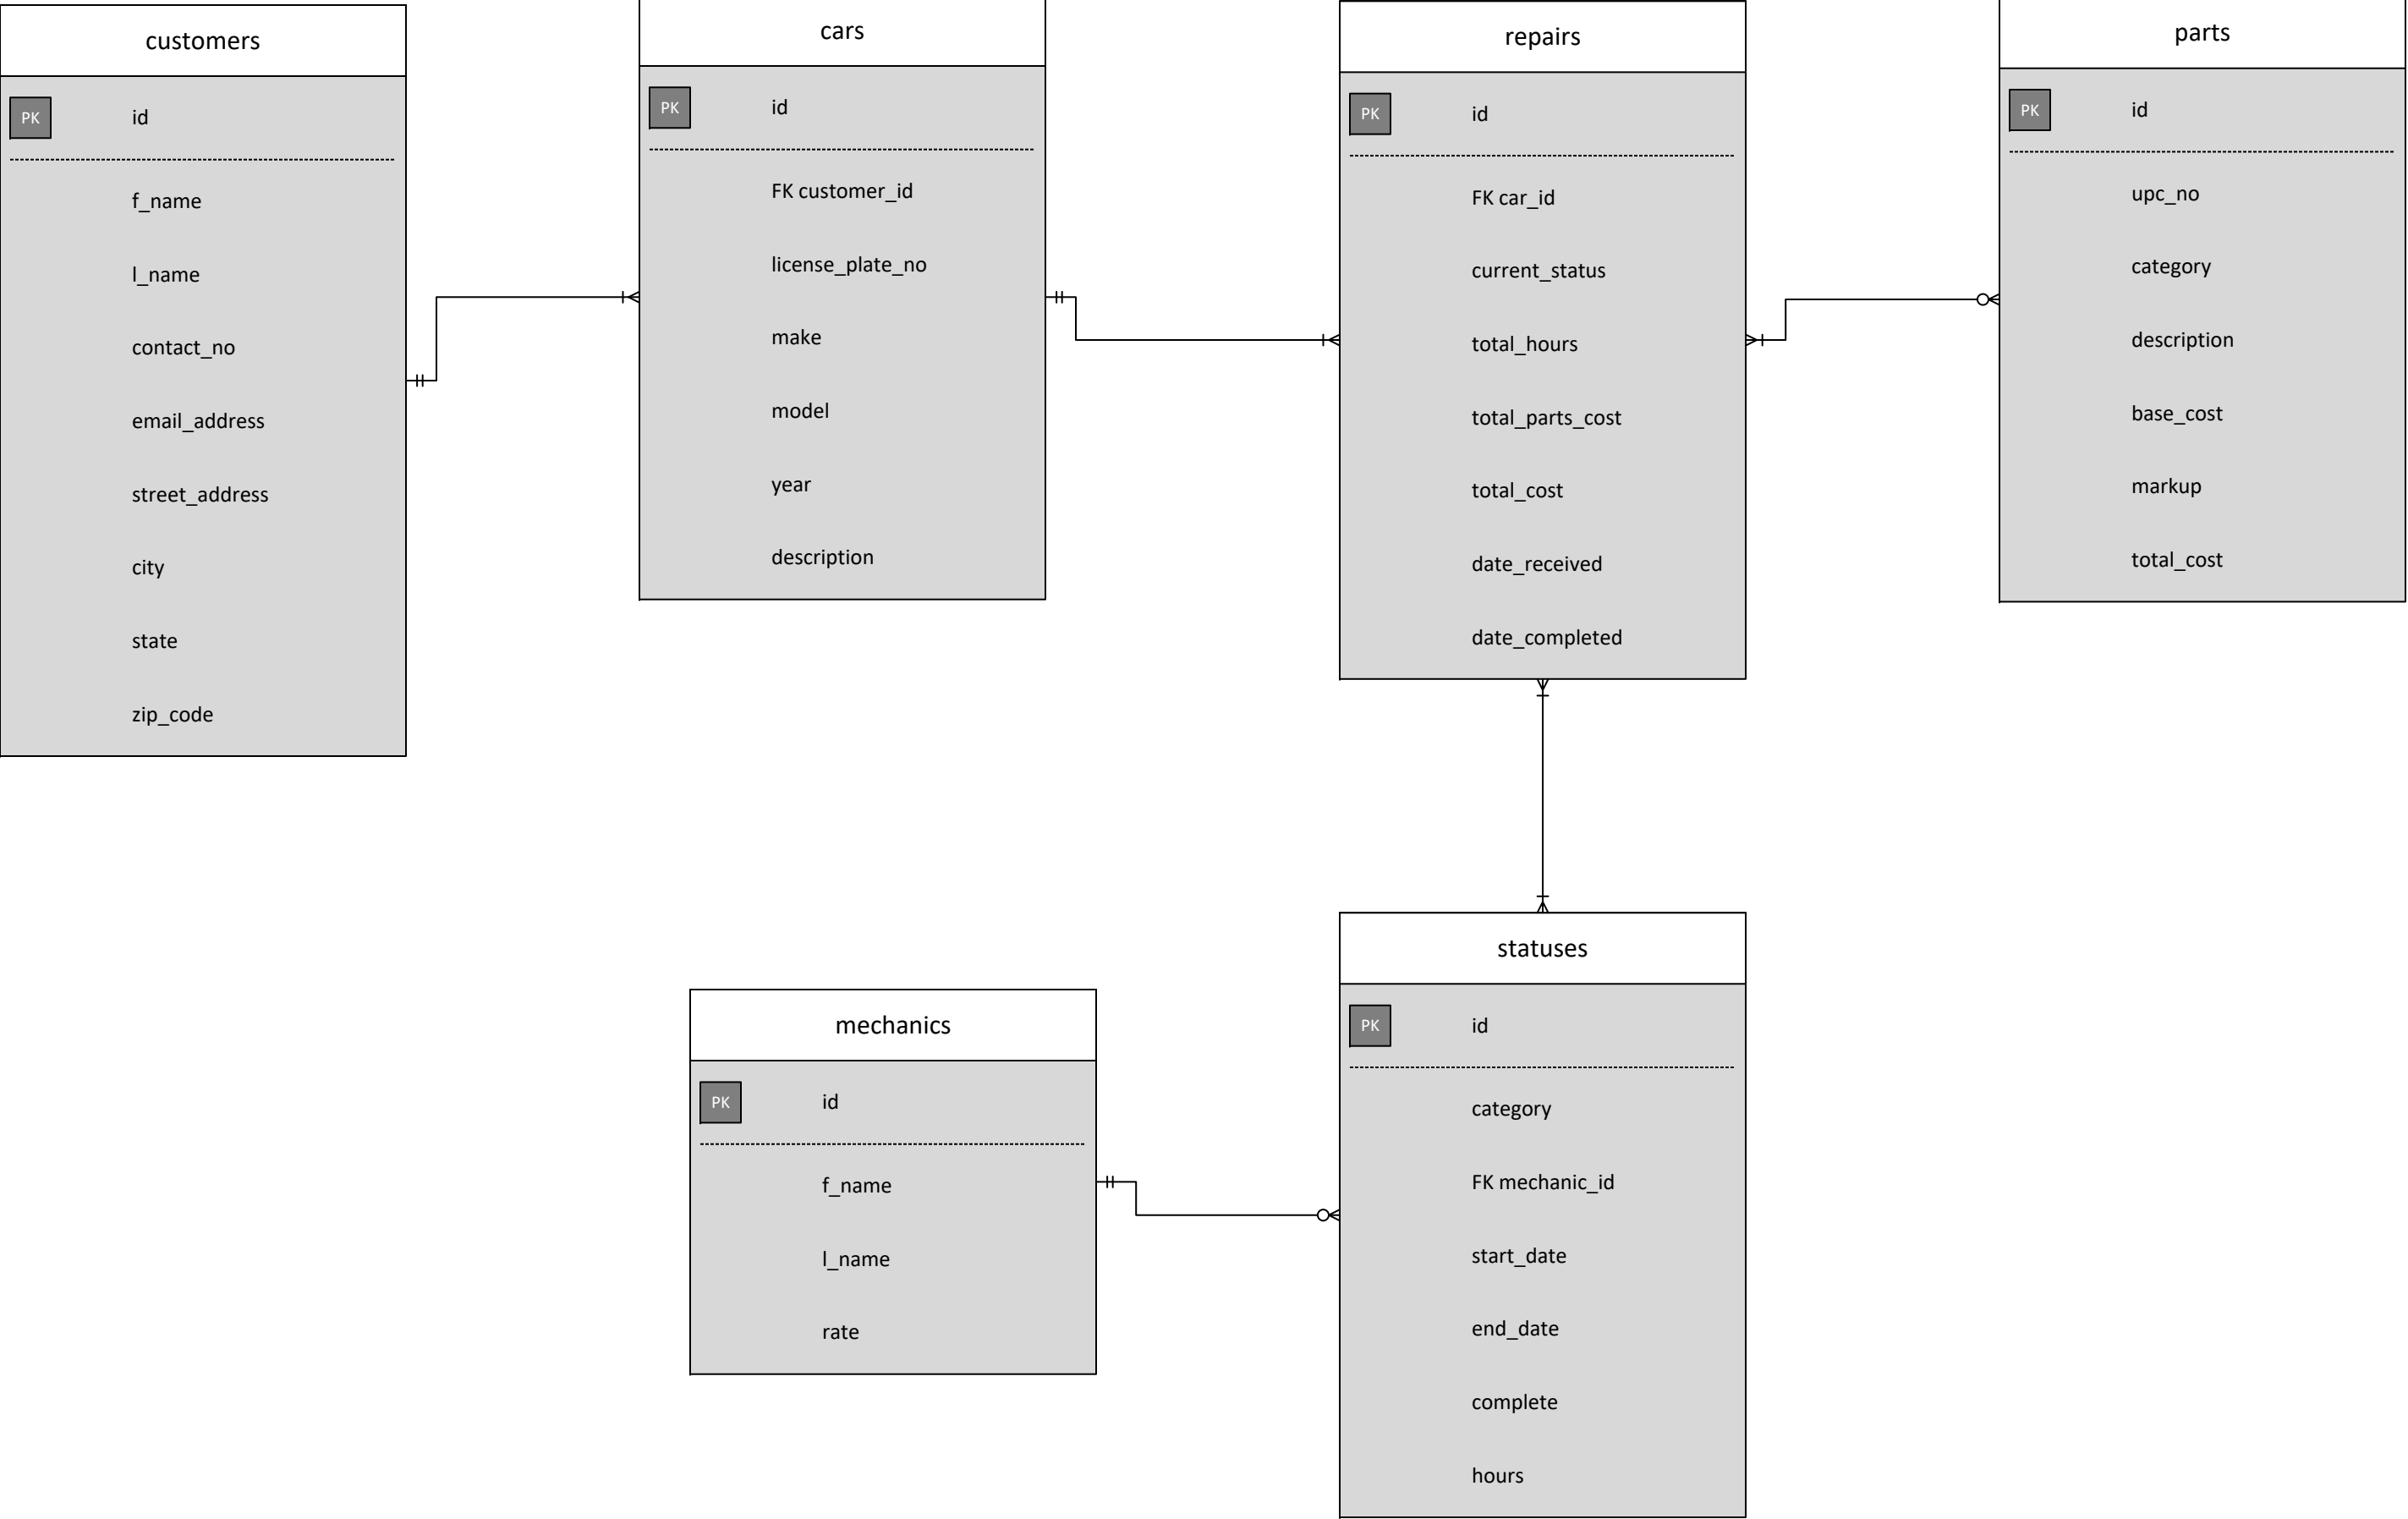 customers
PK id
f_name
l_name
contact_no
email_address
street_address
city
state
zip_code
cars
PK id
FK customer_id
license_plate_no
make
model
year
description
repairs
PK id
FK car_id
current_status
total_hours
total_parts_cost
total_cost
date_received
date_completed
parts
PK id
upc_no
category
description
base_cost
markup
total_cost
mechanics
PK id
f_name
l_name
rate
statuses
PK id
category
FK mechanic_id
start_date
end_date
complete
hours